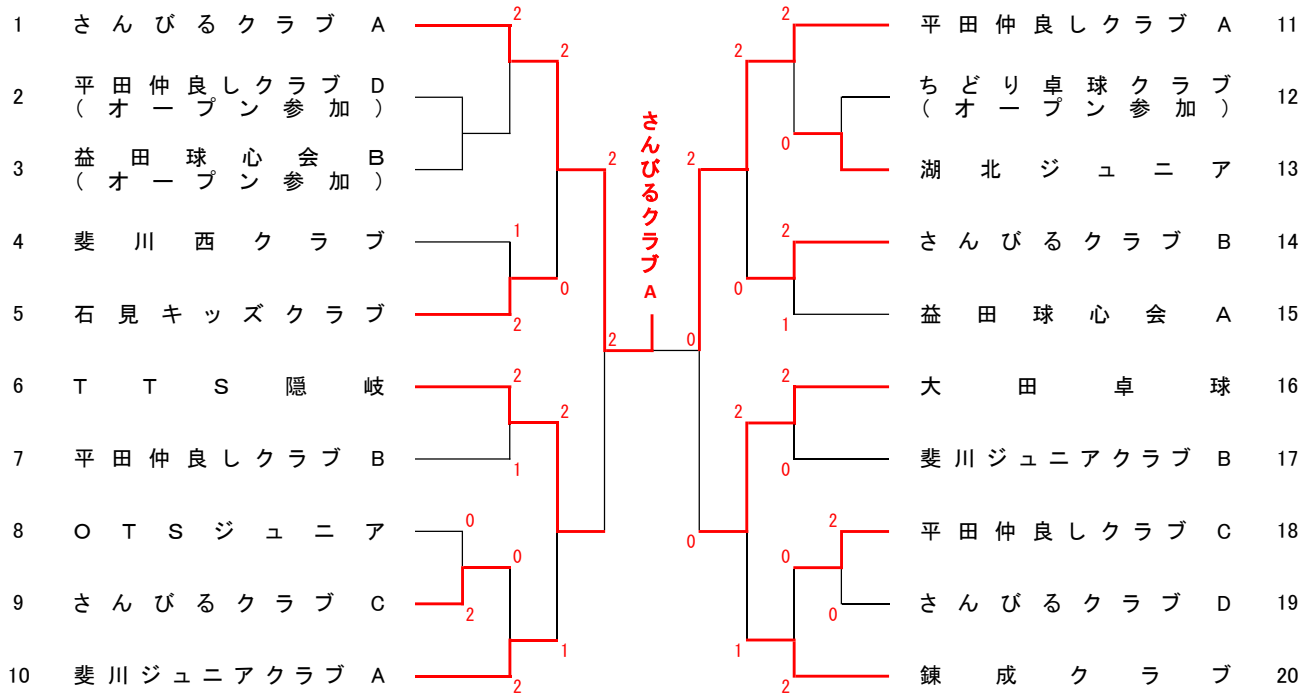 1 さんびるクラブ A
2
平田仲良しクラブ D
(オープン参加)
3
益田球心会 B
(オープン参加)
4 斐川西クラブ
5 石見キッズクラブ
6 TTS隠岐
7 平田仲良しクラブ B
8 OTSジュニア
9 さんびるクラブ C
10 斐川ジュニアクラブ A
2
2
1
0
2
2
2
2
2
1
0
0
2
1
2
さんびるクラブA
2
2
2
0
0
2
0
1
0
2
2
0
2
0
0
1
2
平田仲良しクラブ A 11
ちどり卓球クラブ
(オープン参加)
12
湖北ジュニア 13
さんびるクラブ B 14
益田球心会 A 15
大田卓球 16
斐川ジュニアクラブ B 17
平田仲良しクラブ C 18
さんびるクラブ D 19
錬成クラブ 20